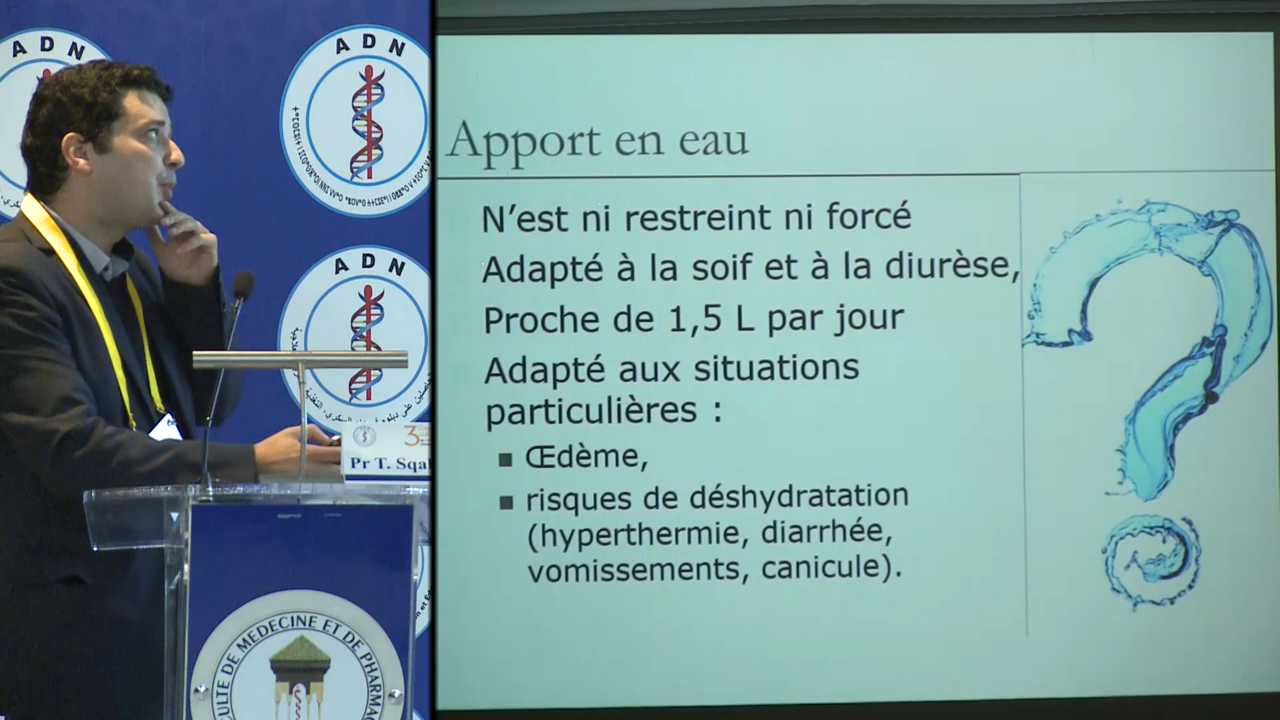 ADN
ADN
ADN
Pr T. Sqal
ULTE DE MEDECINE ET DE PHARMAC
Apport en eau
N’est ni restreint ni forcé
Adapté à la soif et à la diurèse,
Proche de 1,5 L par jour
Adapté aux situations
particulières :
Œdème,
risques de déshydratation
(hyperthermie, diarrhée,
vomissements, canicule).